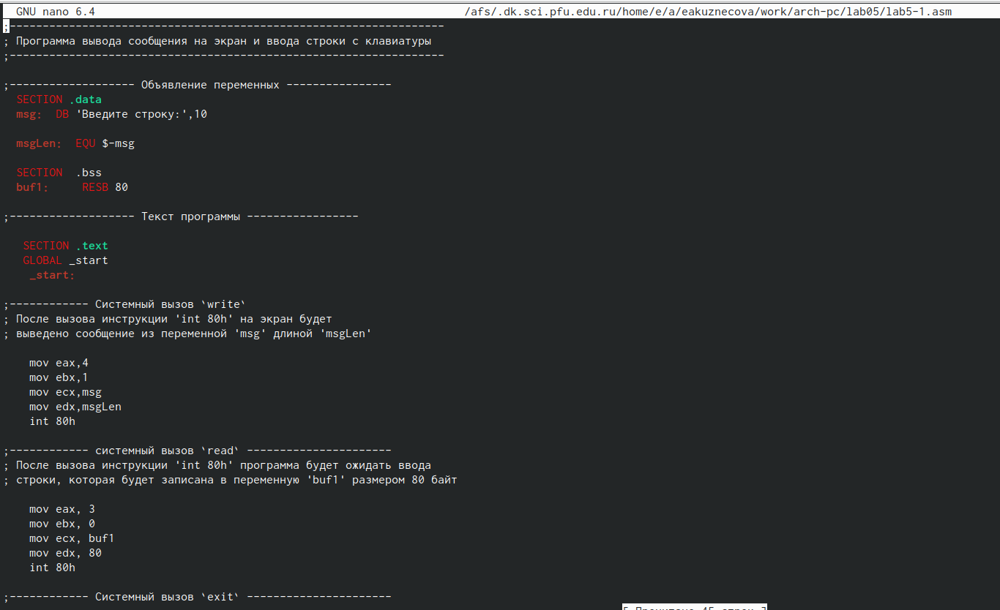 GNU nano 6.4 /afs/.dk.sci.pfu.edu.ru/home/e/a/eakuznecova/work/arch-pc/lab05/lab5-1.asm
;------------------------------------------------------------------
; Программа вывода сообщения на экран и ввода строки с клавиатуры
;------------------------------------------------------------------
;------------------- Объявление переменных ----------------
SECTION .data
msg: DB 'Введите строку:',10
msgLen: EQU $-msg
SECTION .bss
buf1: RESB 80
;------------------- Текст программы -----------------
SECTION .text
GLOBAL _start
_start:
;------------ Системный вызов `write`
; После вызова инструкции 'int 80h' на экран будет
; выведено сообщение из переменной 'msg' длиной 'msgLen'
mov eax,4
mov ebx,1
mov ecx,msg
mov edx,msgLen
int 80h
;------------ системный вызов `read` ----------------------
; После вызова инструкции 'int 80h' программа будет ожидать ввода
; строки, которая будет записана в переменную 'buf1' размером 80 байт
mov eax, 3
mov ebx, 0
mov ecx, buf1
mov edx, 80
int 80h
;------------ Системный вызов `exit` ----------------------